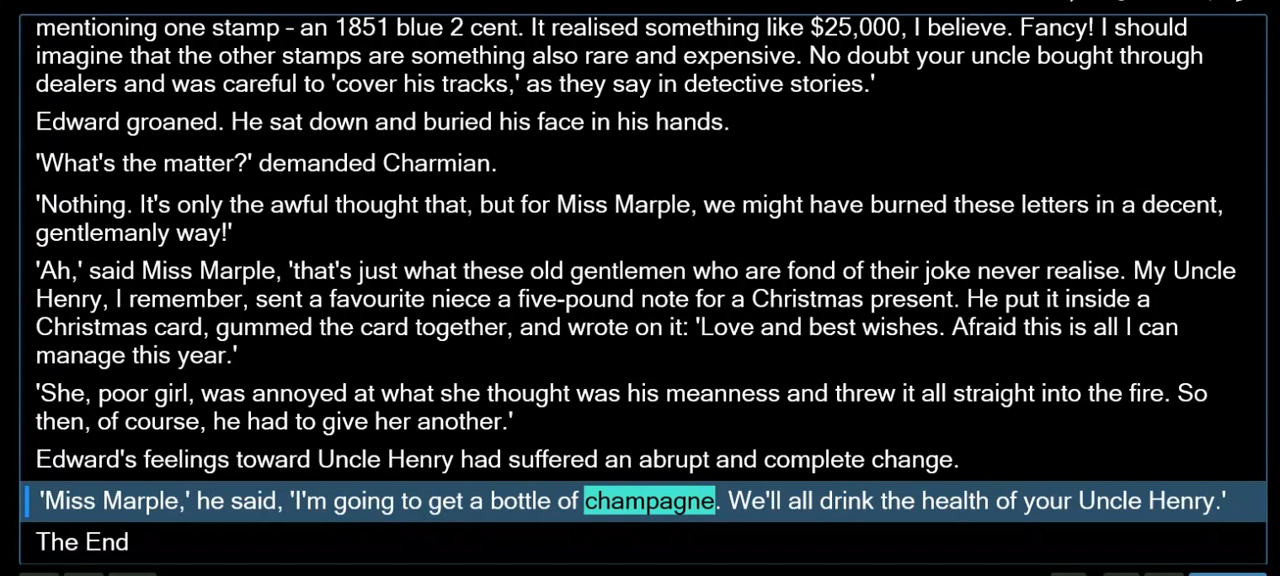 mentioning one stamp - an 1851 blue 2 cent. It realised something like $25,000, I believe. Fancy! I should
imagine that the other stamps are something also rare and expensive. No doubt your uncle bought through
dealers and was careful to 'cover his tracks,' as they say in detective stories.'
Edward groaned. He sat down and buried his face in his hands.
'What's the matter?' demanded Charmian.
'Nothing. It's only the awful thought that, but for Miss Marple, we might have burned these letters in a decent,
gentlemanly way!'
'Ah,' said Miss Marple, 'that's just what these old gentlemen who are fond of their joke never realise. My Uncle
Henry, I remember, sent a favourite niece a five-pound note for a Christmas present. He put it inside a
Christmas card, gummed the card together, and wrote on it: 'Love and best wishes. Afraid this is all I can
manage this year.'
'She, poor girl, was annoyed at what she thought was his meanness and threw it all straight into the fire. So
then, of course, he had to give her another.'
Edward's feelings toward Uncle Henry had suffered an abrupt and complete change.
'Miss Marple,' he said, 'I'm going to get a bottle of champagne. We'll all drink the health of your Uncle Henry.'
The End